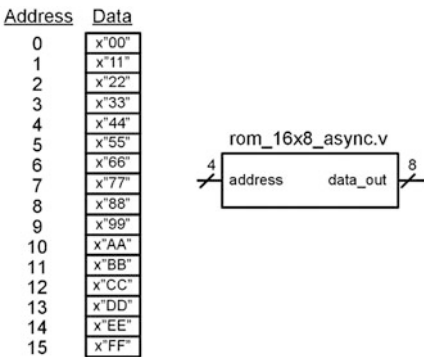 Address Data
0 x"00"
1 x"11"
2 x"22"
3 x"33"
4 x"44"
5 x"55"
6 x"66"
7 x"77"
8 x"88"
9 x"99"
10 x"AA"
11 x"BB"
12 x"CC"
13 x"DD"
14 x"EE"
15 x"FF"
rom_16x8_async.v
4 8
address data_out